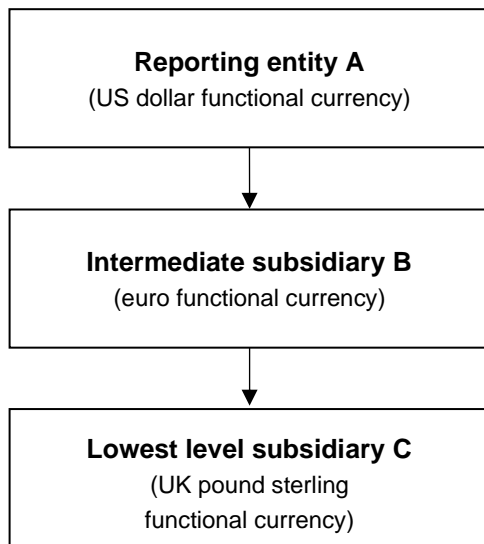 Reporting entity A
(US dollar functional currency)
Intermediate subsidiary B
(euro functional currency)
Lowest level subsidiary C
(UK pound sterling
functional currency)